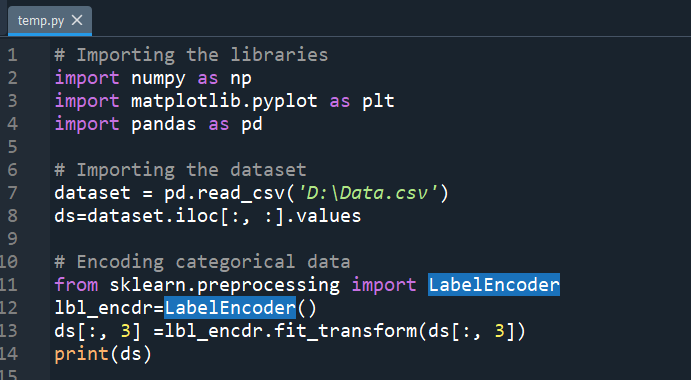 temp.py
1 # Importing the libraries
2 import numpy as np
3 import matplotlib.pyplot as plt
4 import pandas as pd
5
6 # Importing the dataset
7 dataset = pd.read_csv('D:\Data.csv')
8 ds=dataset.iloc[:, :].values
9
10 # Encoding categorical data
11 from sklearn.preprocessing import LabelEncoder
12 lbl_encdr=LabelEncoder()
13 ds[:, 3] =lbl_encdr.fit_transform(ds[:, 3])
14 print(ds)
15